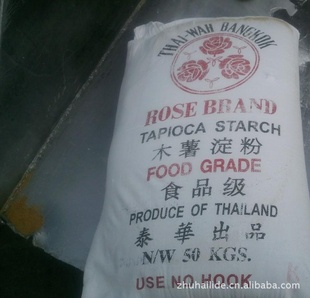 THAI-WAH BANGKOK
ROSE BRAND
TAPIOCA STARCH
木薯淀粉
FOOD GRADE
食品级
PRODUCE OF THAILAND
泰華出品
N/W 50 KGS.
USE NO HOOK
zhuhailide.cn.alibaba.com